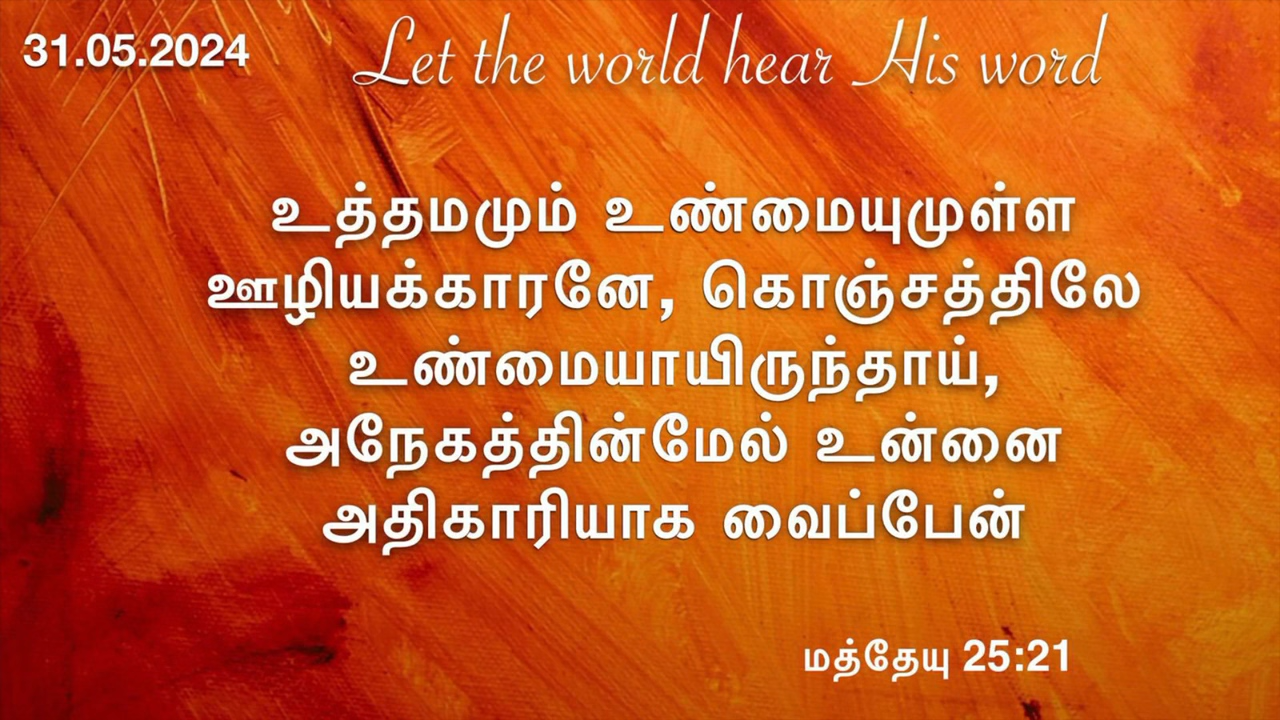 31.05.2024
Let the world hear His word
உத்தமமும் உண்மையுமுள்ள
ஊழியக்காரனே, கொஞ்சத்திலே
உண்மையாயிருந்தாய்,
அநேகத்தின்மேல் உன்னை
அதிகாரியாக வைப்பேன்
மத்தேயு 25:21